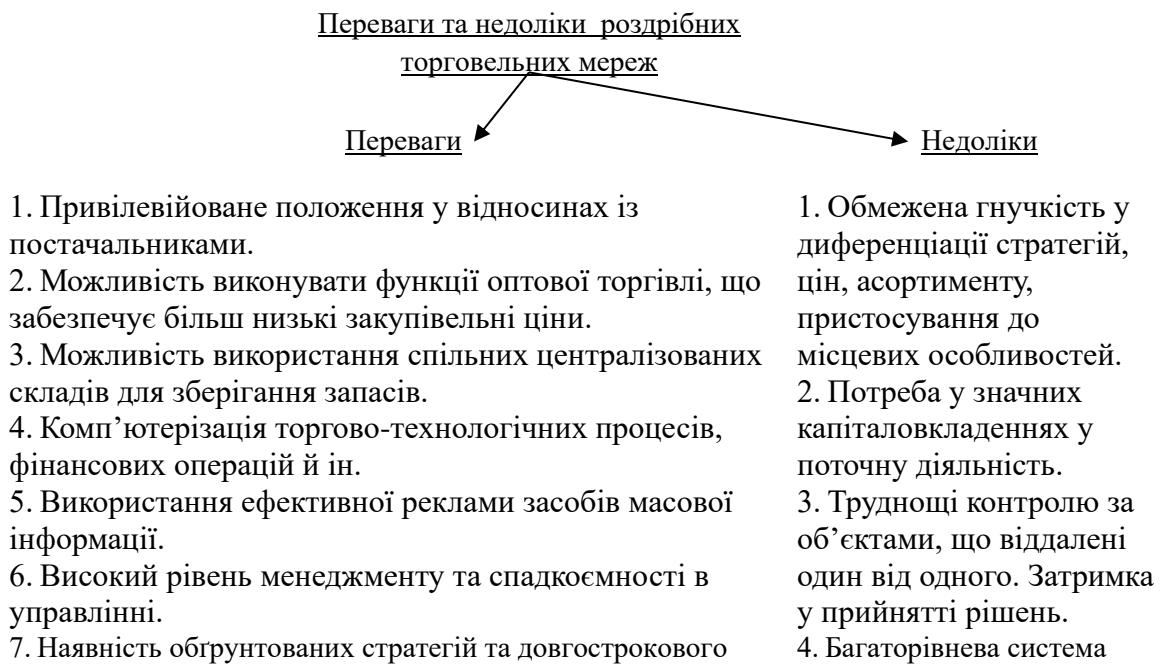 Переваги та недоліки роздрібних
торговельних мереж
Переваги
Недоліки
1. Привілевійоване положення у відносинах із
постачальниками.
2. Можливість виконувати функції оптової торгівлі, що
забезпечує більш низькі закупівельні ціни.
3. Можливість використання спільних централізованих
складів для зберігання запасів.
4. Комп’ютерізація торгово-технологічних процесів,
фінансових операцій й ін.
5. Використання ефективної реклами засобів масової
інформації.
6. Високий рівень менеджменту та спадкоємності в
управлінні.
7. Наявність обґрунтованих стратегій та довгострокового
1. Обмежена гнучкість у
диференціації стратегій,
цін, асортименту,
пристосування до
місцевих особливостей.
2. Потреба у значних
капіталовкладеннях у
поточну діяльність.
3. Труднощі контролю за
об’єктами, що віддалені
один від одного. Затримка
у прийнятті рішень.
4. Багаторівнева система